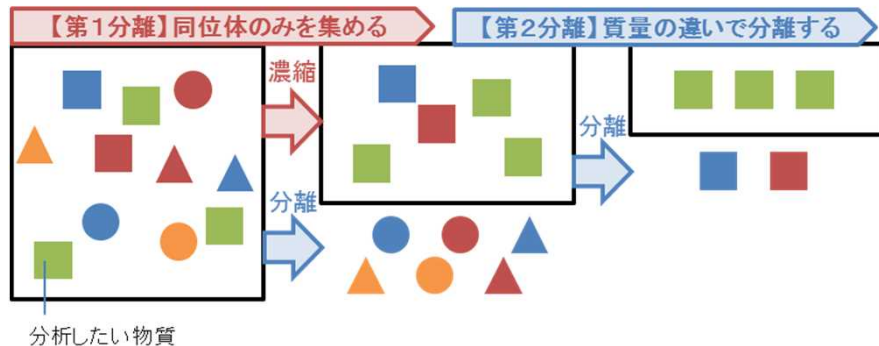 【第1分離】同位体のみを集める
【第2分離】質量の違いで分離する
濃縮
分離
分離
分析したい物質